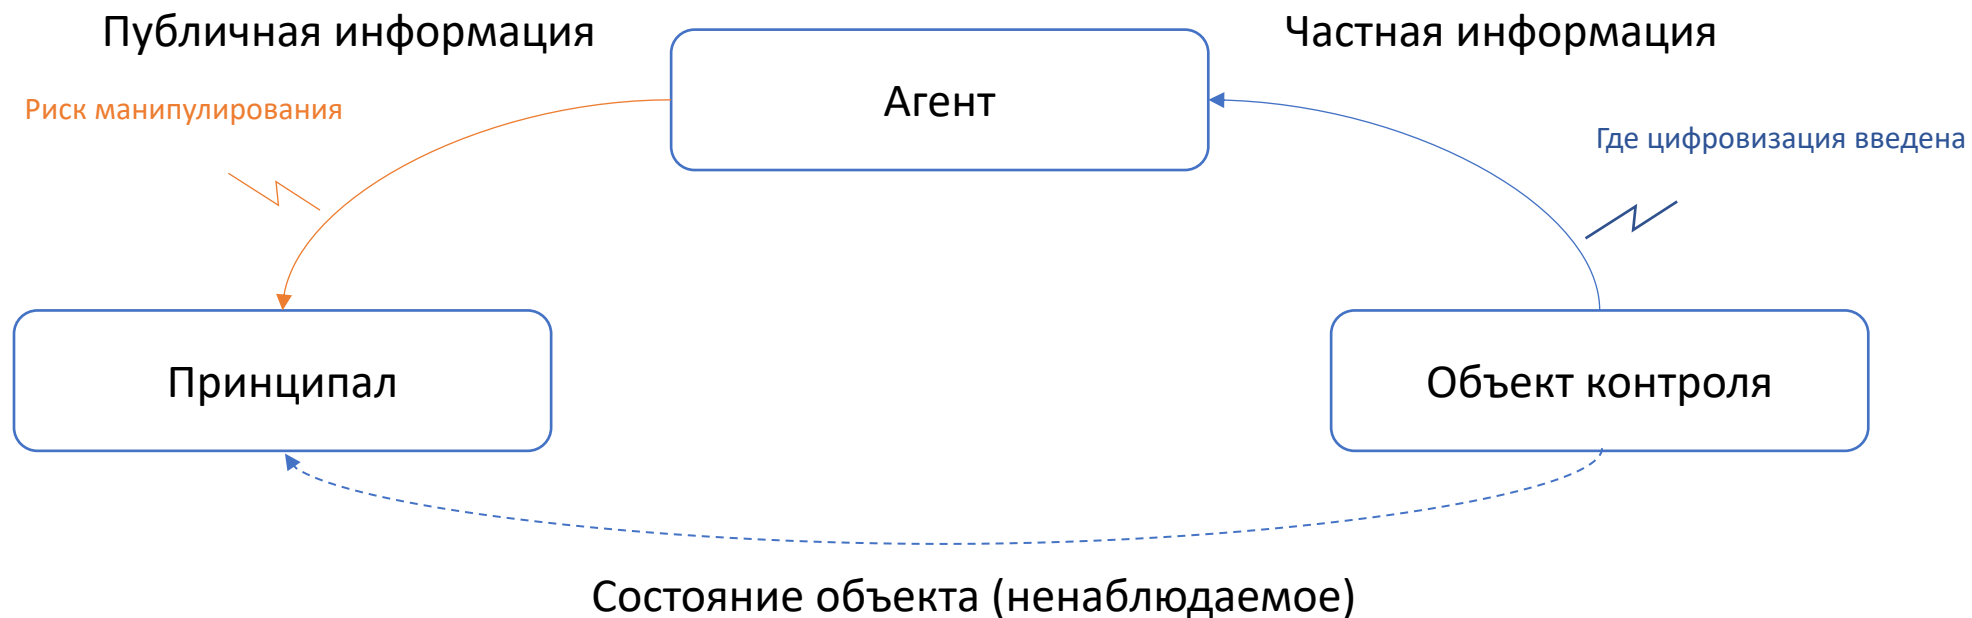 Публичная информация
Частная информация
Агент
Риск манипулирования
Где цифровизация введена
Принципал
Объект контроля
Состояние объекта (ненаблюдаемое)